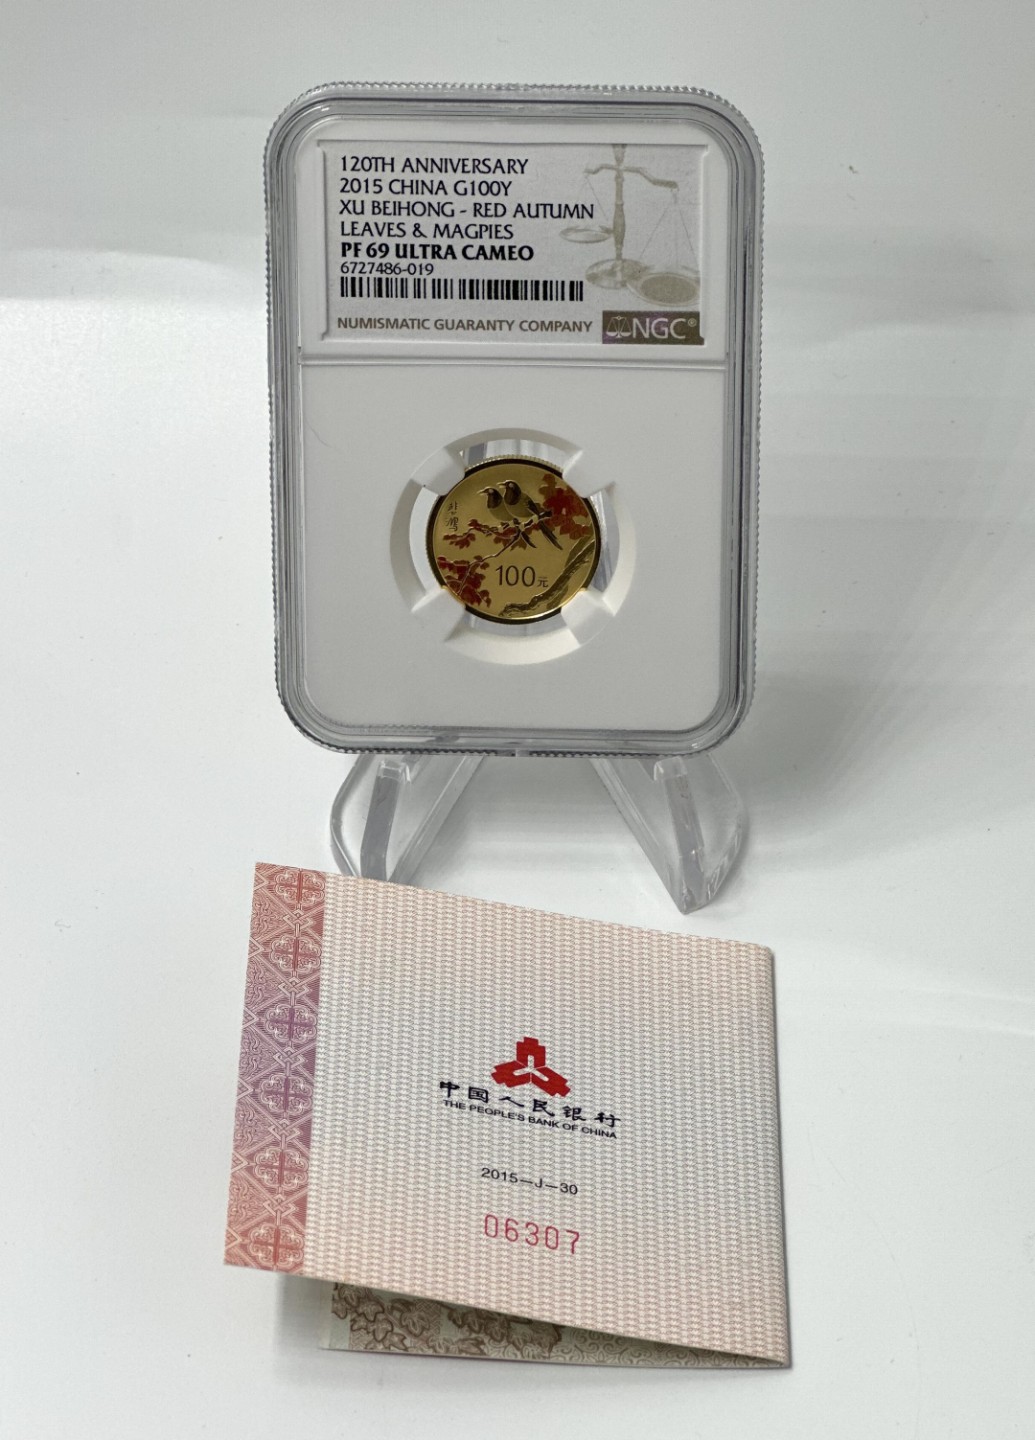 120TH ANNIVERSARY
2015 CHINA G100Y
XU BEIHONG - RED AUTUMN
LEAVES & MAGPIES
PF 69 ULTRA CAMEO
6727486-019
NUMISMATIC GUARANTY COMPANY NGC®
悲鴻
100元
中国人民银行
THE PEOPLE'S BANK OF CHINA
2015—J—30
06307